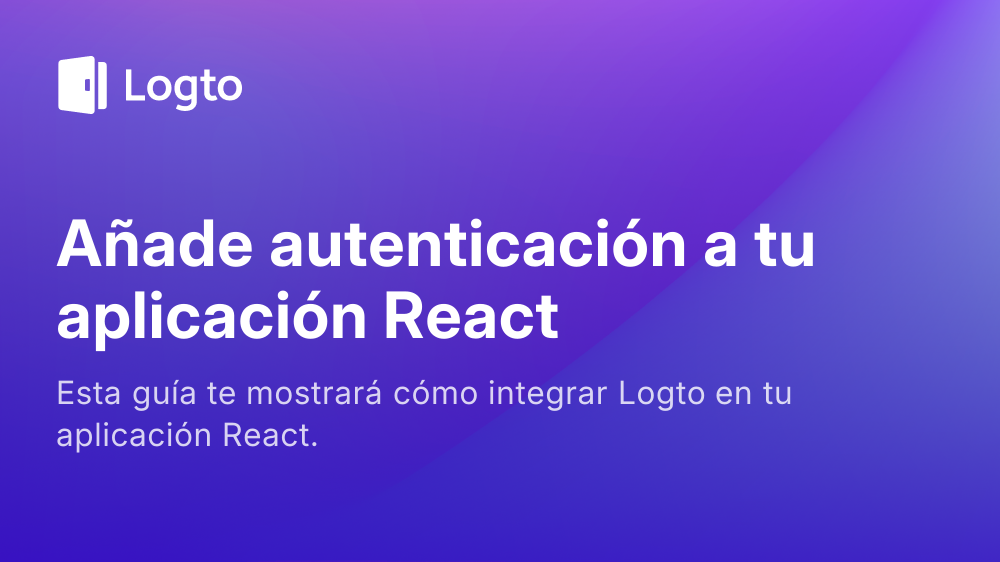 Logto
Añade autenticación a tu
aplicación React
Esta guía te mostrará cómo integrar Logto en tu
aplicación React.